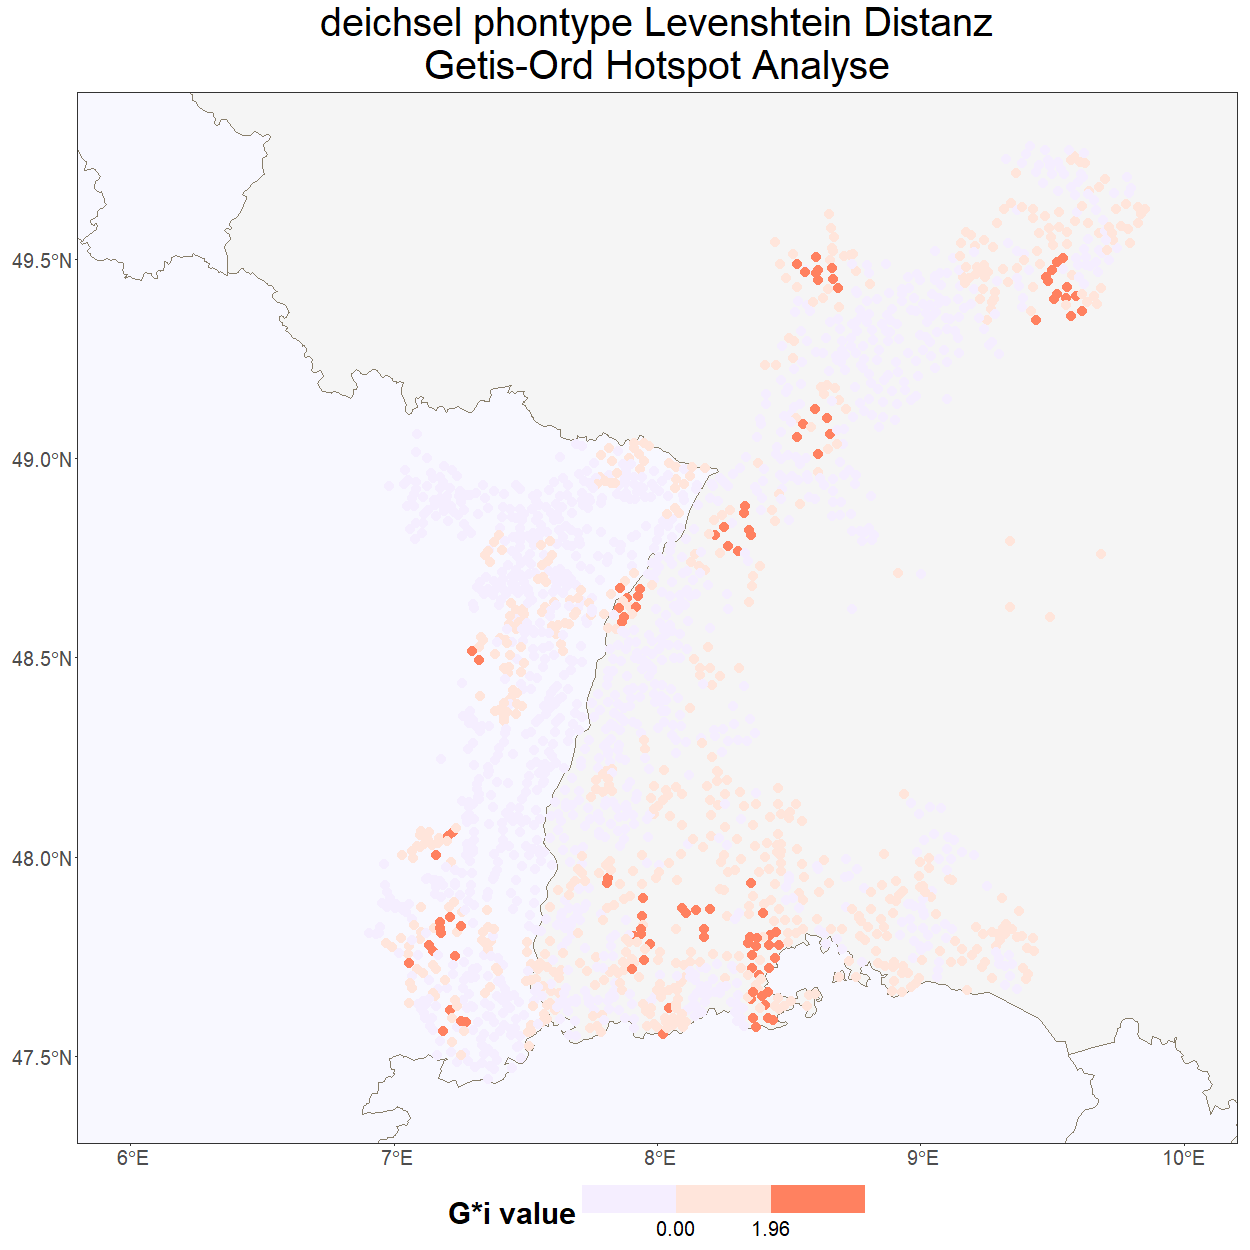 deichsel phontype Levenshtein Distanz
Getis-Ord Hotspot Analyse
49.5°N
49.0°N
48.5°N
48.0°N
47.5°N
6°E 7°E 8°E 9°E 10°E
G*i value
0.00 1.96